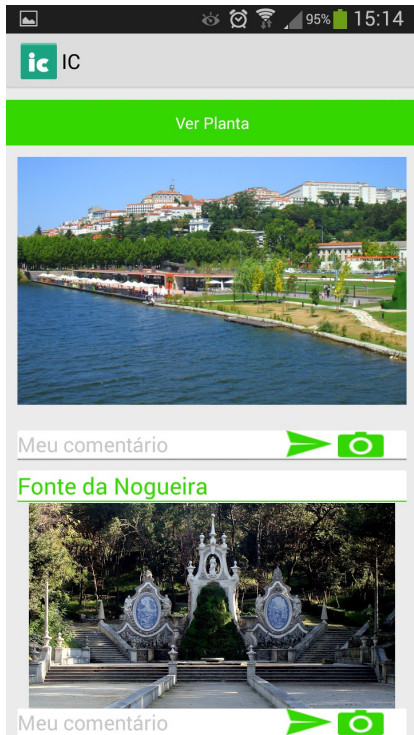 95% 15:14
ic IC
Ver Planta
Meu comentário
Fonte da Nogueira
Meu comentário